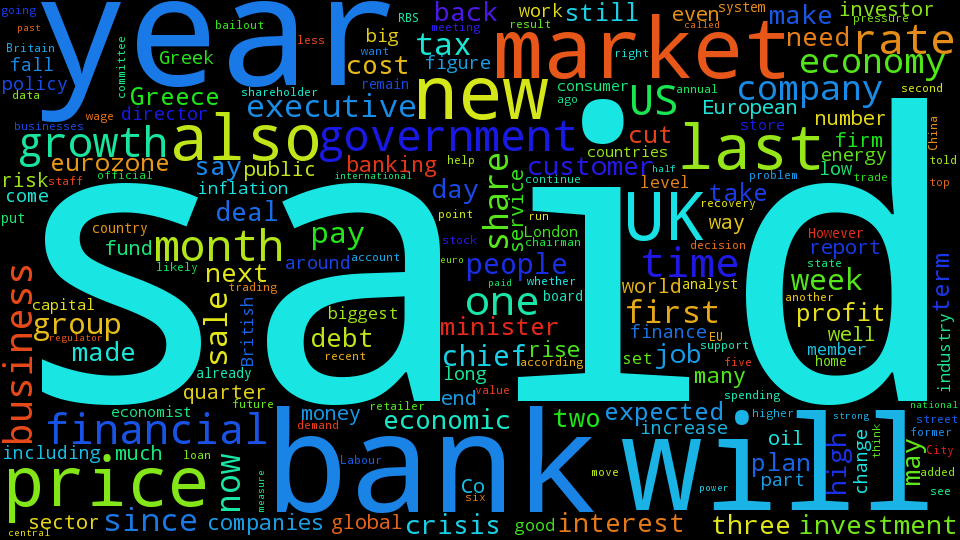 going
past
Britain
fall
policy
data
businesses
year
committee
bailout
RBS
less
Greek
Greece
wage
director
shareholder
big
cost
back
meeting
want
remain
tax
figure
work
result
still
called
market
right
even
system
make
need
investor
pressure
rate
economy
executive
new
consumer
ago
US
annual
European
company
second
number
store
firm
energy
low
trade
China
told
top
growth
also
government
say
public
eurozone
banking
help
international
countries
customer
half
level
cut
last
problem
take
risk
staff
come
official
inflation
put
day
point
share
service
continue
run
London
chairman
UK
recovery
way
decision
However
report
said
deal
country
fund
month
likely
pay
next
trading
around
account
stock
euro
people
paid
whether
board
time
world
analyst
state
week
another
term
capital
group
regulator
made
business
sale
British
biggest
debt
recent
one
minister
chief
rise
according
first
finance
EU
set
job
support
five
profit
well
member
home
industry
already
quarter
future
long
end
value
many
spending
economist
money
demand
retailer
economic
two
expected
increase
higher
strong
national
street
former
financial
including
much
loan
now
price
measure
bank
Labour
Co
six
move
will
power
oil
plan
part
high
change
think
may
City
added
see
sector
central
since
companies
global
crisis
good
interest
three
investment